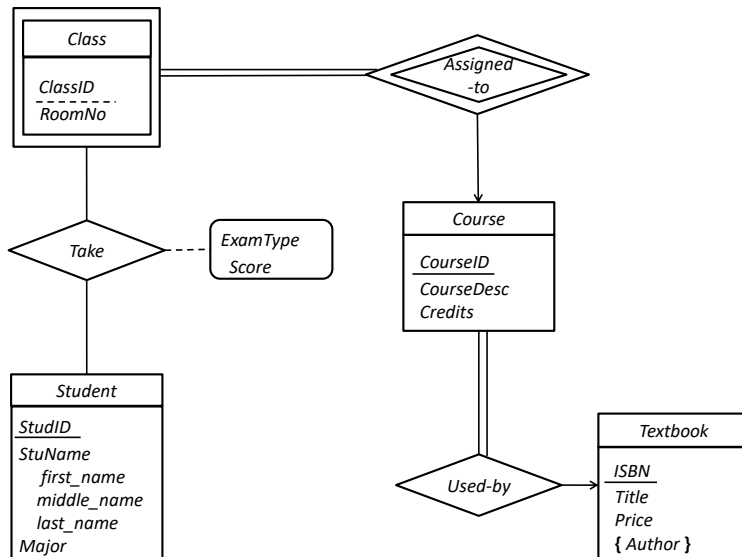 Class
ClassID
RoomNo
Assigned
-to
Take
ExamType
Score
Course
CourseID
CourseDesc
Credits
Student
StudID
StuName
first_name
middle_name
last_name
Major
Used-by
Textbook
ISBN
Title
Price
{ Author }